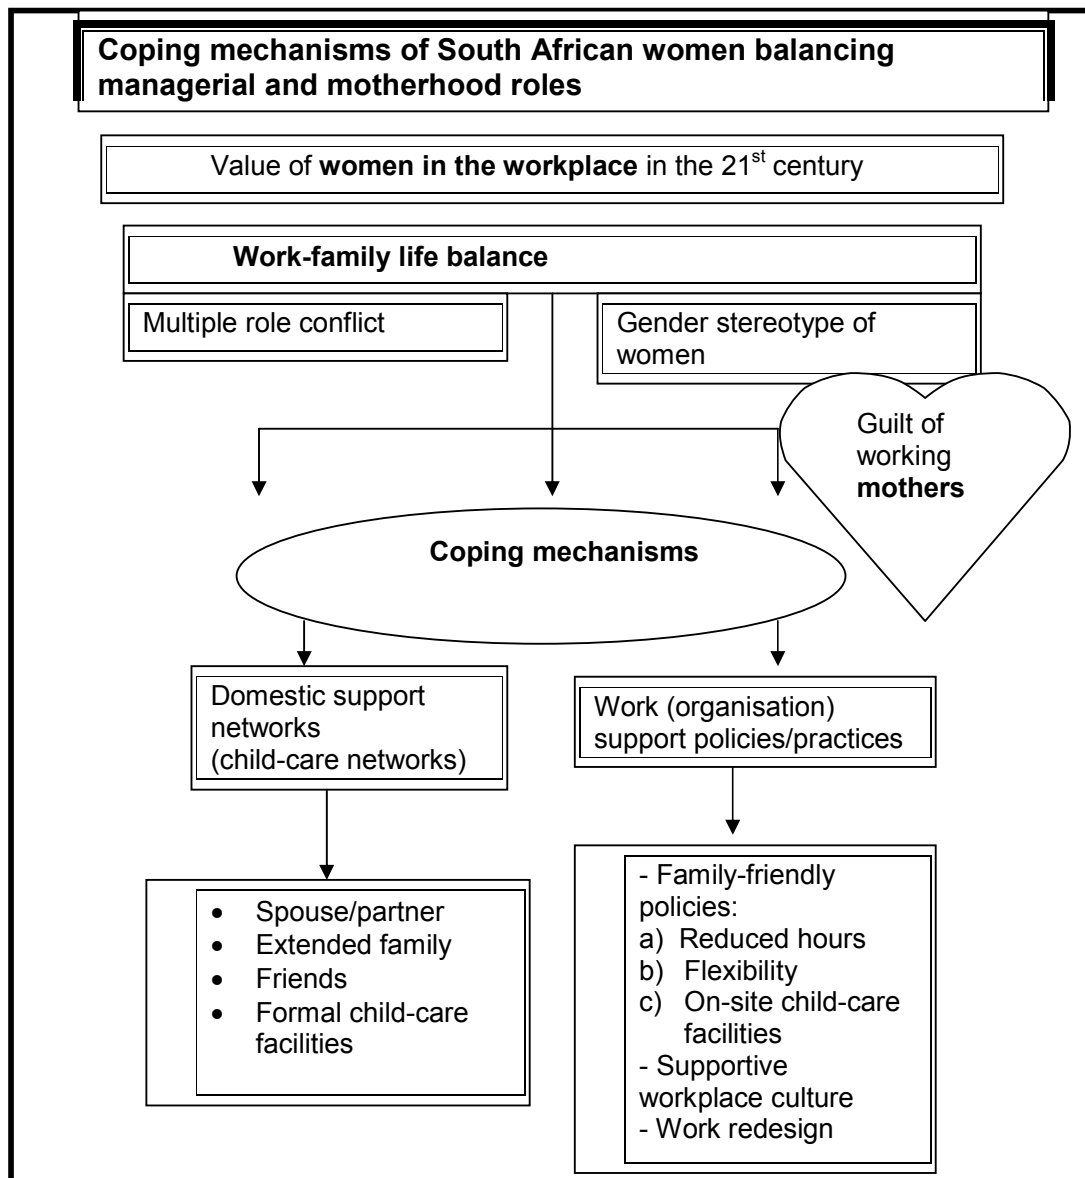 Coping mechanisms of South African women balancing
managerial and motherhood roles
Value of women in the workplace in the 21st century
Work-family life balance
Multiple role conflict
Gender stereotype of
women
Guilt of
working
mothers
Coping mechanisms
Domestic support
networks
(child-care networks)
Work (organisation)
support policies/practices
• Spouse/partner
• Extended family
• Friends
• Formal child-care
facilities
- Family-friendly
policies:
a) Reduced hours
b) Flexibility
c) On-site child-care
facilities
- Supportive
workplace culture
- Work redesign